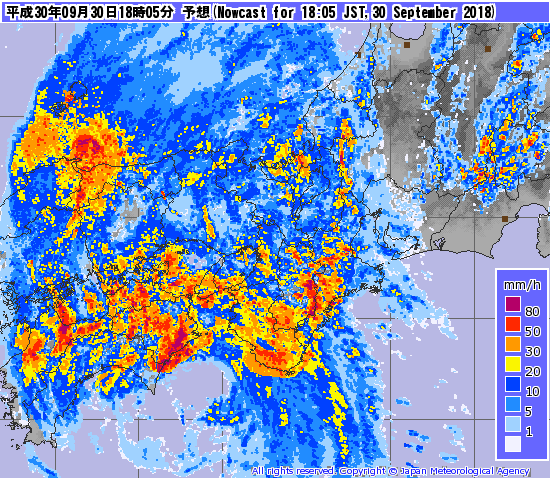 平成30年09月30日18時05分 予想(Nowcast for 18:05 JST,30 September 2018)
mm/h
80
50
30
20
10
5
1
All rights reserved. Copyright © Japan Meteorological Agency